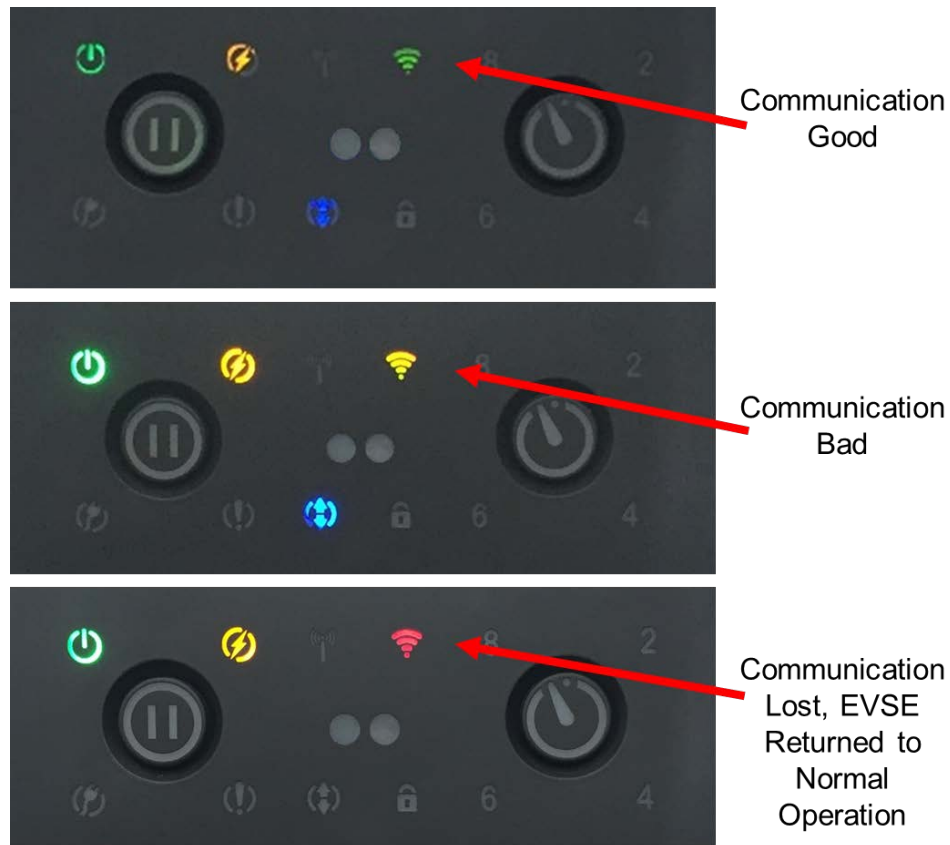 8 2
Communication
Good
6 4
8 2
Communication
Bad
6 4
8 2
Communication
Lost, EVSE
Returned to
Normal
Operation
6 4